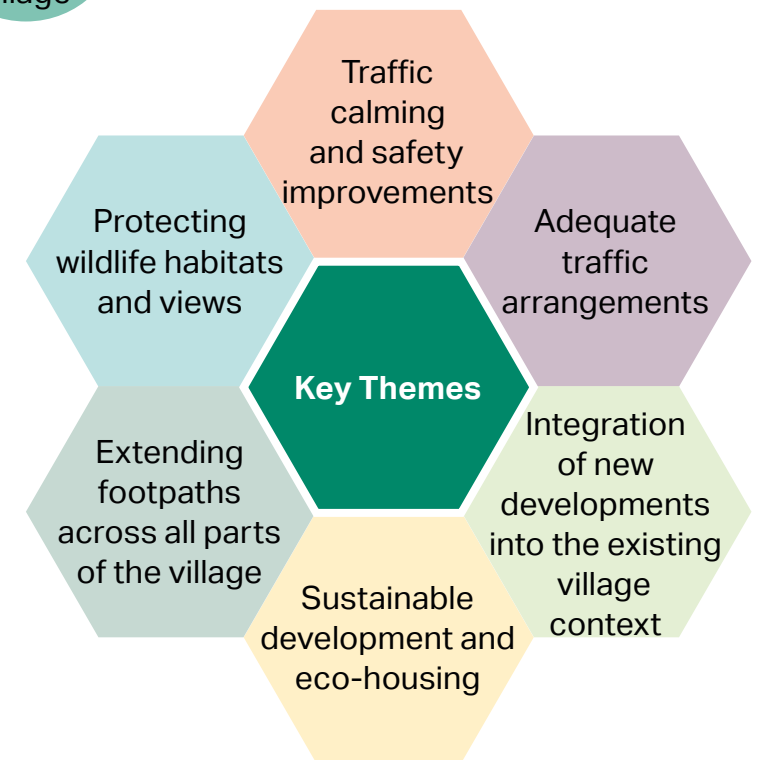 Traffic
calming
and safety
improvements
Adequate
traffic
arrangements
Integration
of new
developments
into the existing
village
context
Sustainable
development and
eco-housing
Extending
footpaths
across all parts
of the village
Protecting
wildlife habitats
and views
Key Themes